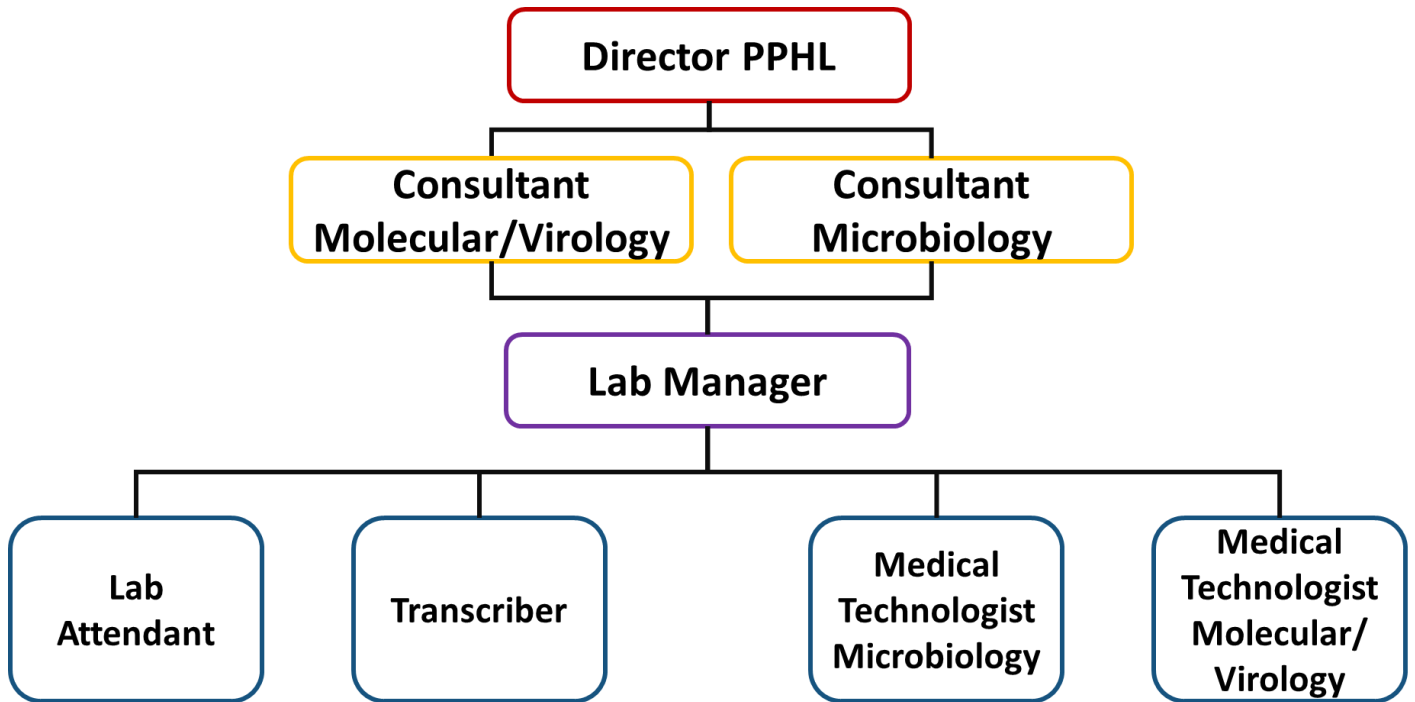 Director PPHL
Consultant
Molecular/Virology
Consultant
Microbiology
Lab Manager
Lab
Attendant
Transcriber
Medical
Technologist
Microbiology
Medical
Technologist
Molecular/
Virology